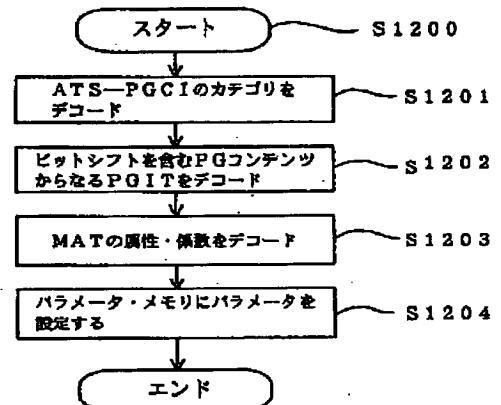 スタート
S1200
ATS―PGCIのカテゴリを
デコード
S1201
ビットシフトを含むPGコンテンツ
からなるPGITをデコード
S1202
MATの属性・係数をデコード
S1203
パラメータ・メモリにパラメータを
設定する
S1204
エンド